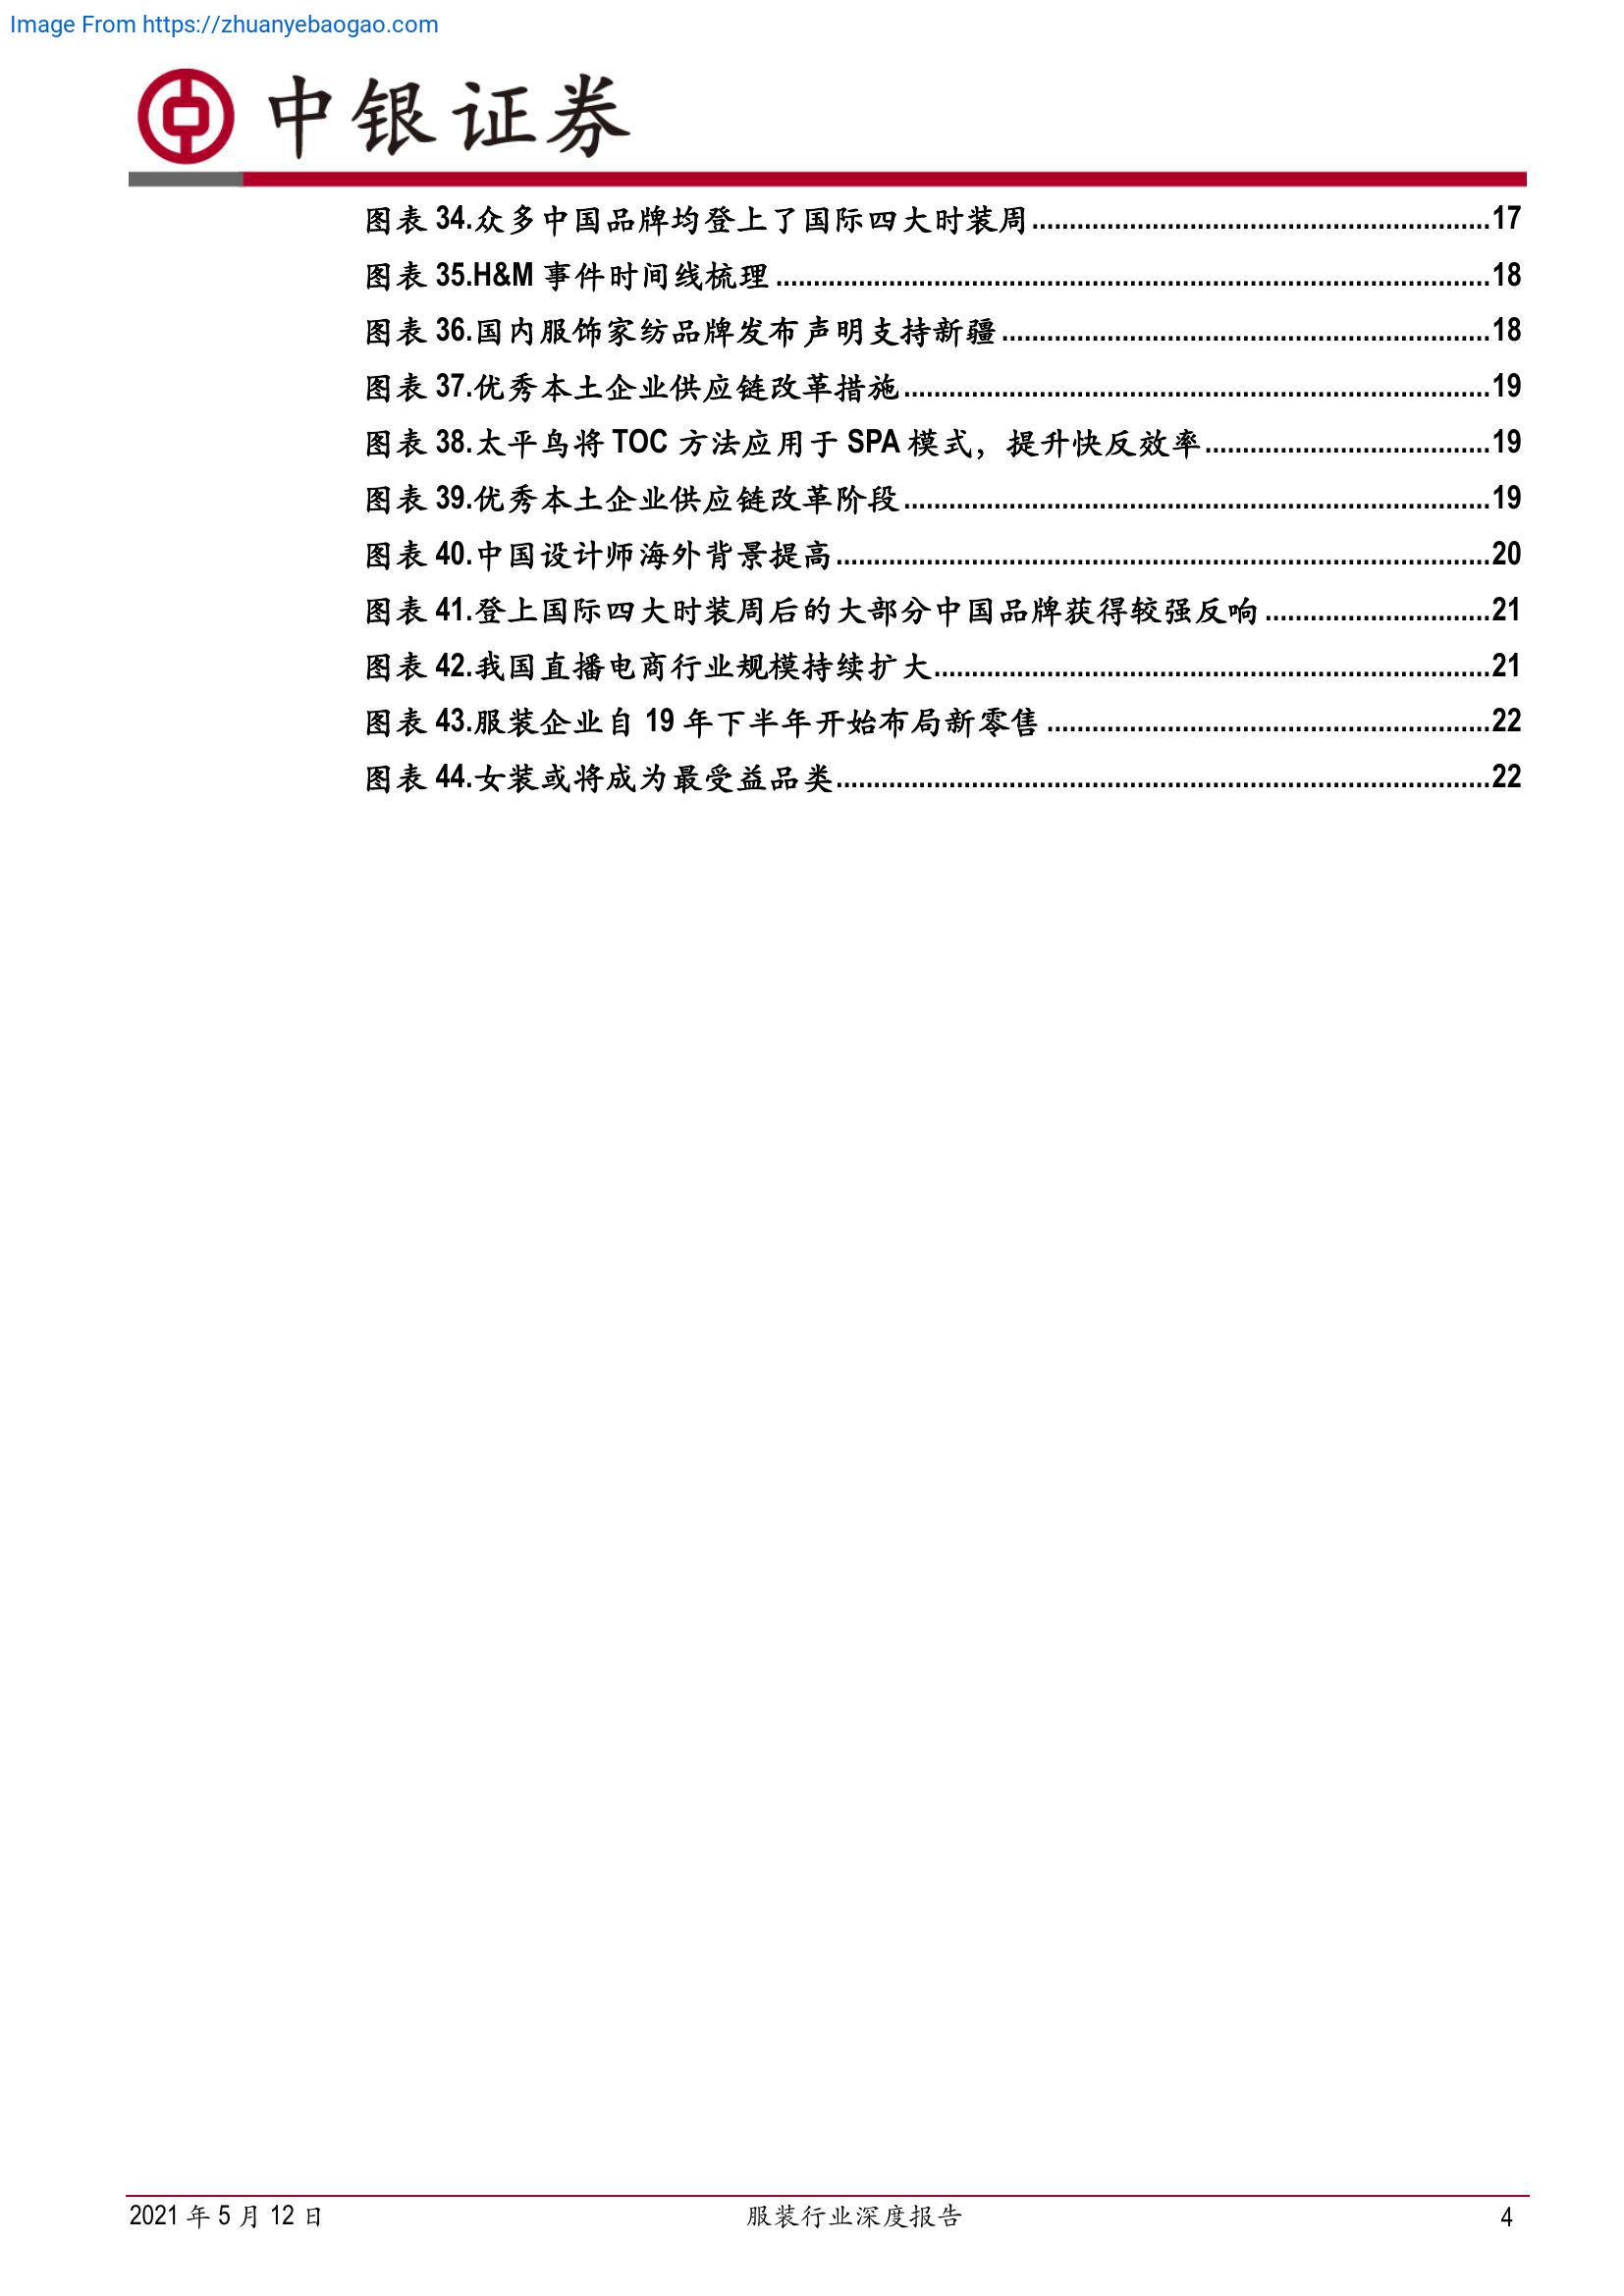 Image From https://zhuanyebaogao.com
中银证券
图表 34.众多中国品牌均登上了国际四大时装周.............................................................17
图表 35.H&M 事件时间线梳理...............................................................................................18
图表 36.国内服饰家纺品牌发布声明支持新疆.................................................................18
图表 37.优秀本土企业供应链改革措施..............................................................................19
图表 38.太平鸟将 TOC 方法应用于 SPA 模式，提升快反效率......................................19
图表 39.优秀本土企业供应链改革阶段..............................................................................19
图表 40.中国设计师海外背景提高.......................................................................................20
图表 41.登上国际四大时装周后的大部分中国品牌获得较强反响..............................21
图表 42.我国直播电商行业规模持续扩大..........................................................................21
图表 43.服装企业自 19 年下半年开始布局新零售...........................................................22
图表 44.女装或将成为最受益品类.......................................................................................22
2021 年 5 月 12 日 服装行业深度报告 4